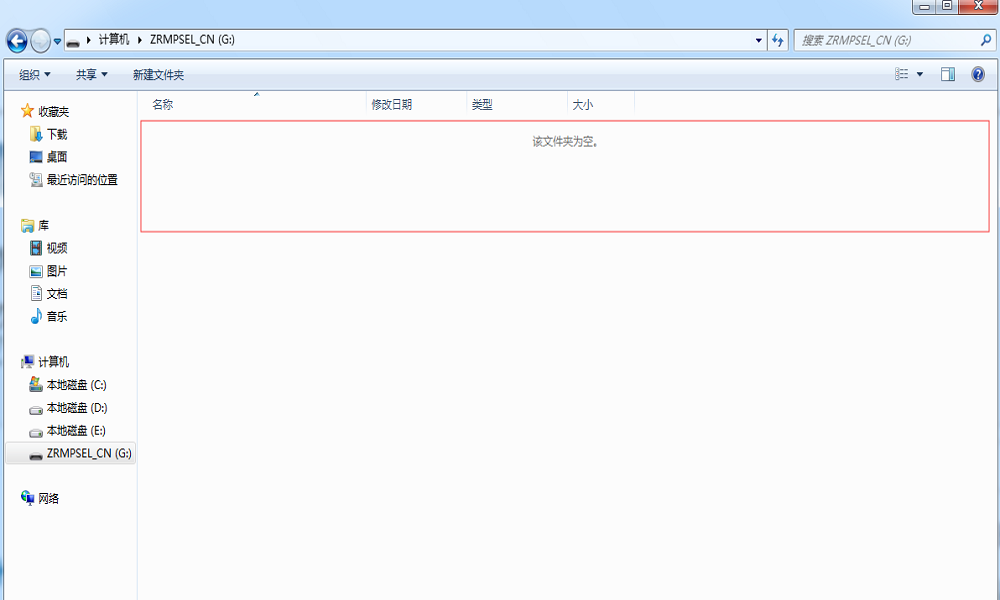 计算机 ZRMPSEL_CN (G:)
搜索 ZRMPSEL_CN (G:)
组织 共享 新建文件夹
名称 修改日期 类型 大小
该文件夹为空。
收藏夹
下载
桌面
最近访问的位置
库
视频
图片
文档
音乐
计算机
本地磁盘 (C:)
本地磁盘 (D:)
本地磁盘 (E:)
ZRMPSEL_CN (G:)
网络